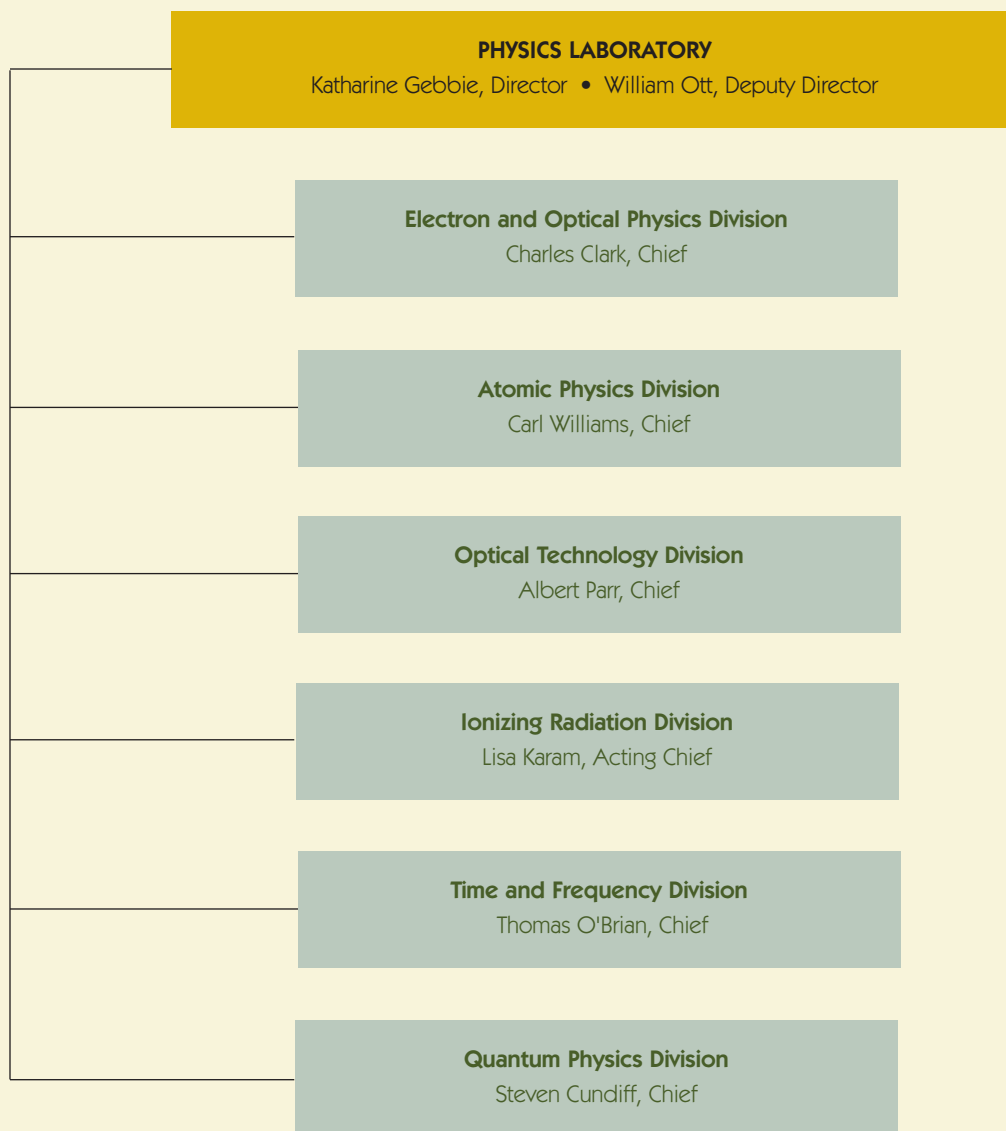 PHYSICS LABORATORY
Katharine Gebbie, Director • William Ott, Deputy Director
Electron and Optical Physics Division
Charles Clark, Chief
Atomic Physics Division
Carl Williams, Chief
Optical Technology Division
Albert Parr, Chief
Ionizing Radiation Division
Lisa Karam, Acting Chief
Time and Frequency Division
Thomas O'Brian, Chief
Quantum Physics Division
Steven Cundiff, Chief